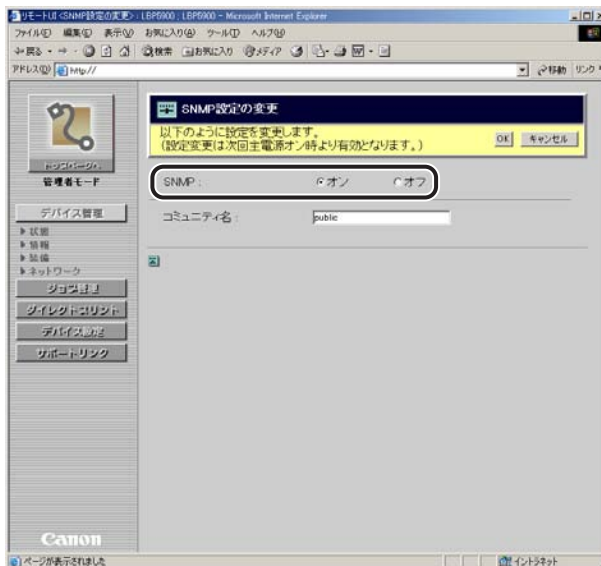 リモートUI <SNMP設定の変更> : LBP5900 ; LBP5900 - Microsoft Internet Explorer
ファイル(F) 編集(E) 表示(V) お気に入り(A) ツール(T) ヘルプ(H)
戻る 検索 お気に入り メディア
アドレス(D) http:// 移動 リンク
SNMP設定の変更
以下のように設定を変更します。
(設定変更は次回主電源オン時より有効となります。)
OK キャンセル
トップページへ
管理者モード
SNMP : オン オフ
コミュニティ名 : public
デバイス管理
状態
情報
装備
ネットワーク
ジョブ管理
ダイレクトプリント
デバイス設定
サポートリンク
Canon
ページが表示されました イントラネット